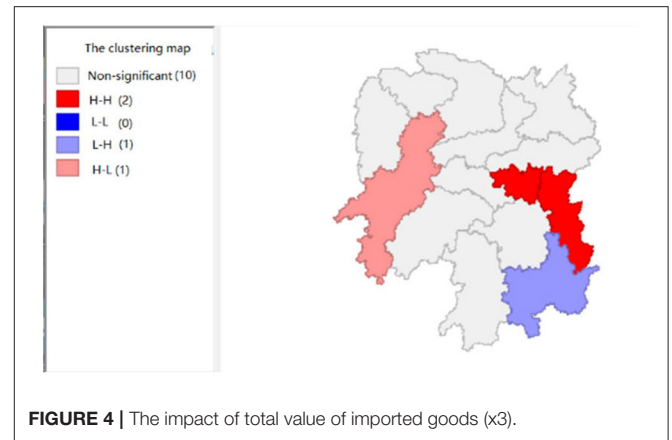 The clustering map
Non-significant (10)
H-H (2)
L-L (0)
L-H (1)
H-L (1)
FIGURE 4 | The impact of total value of imported goods (x3).